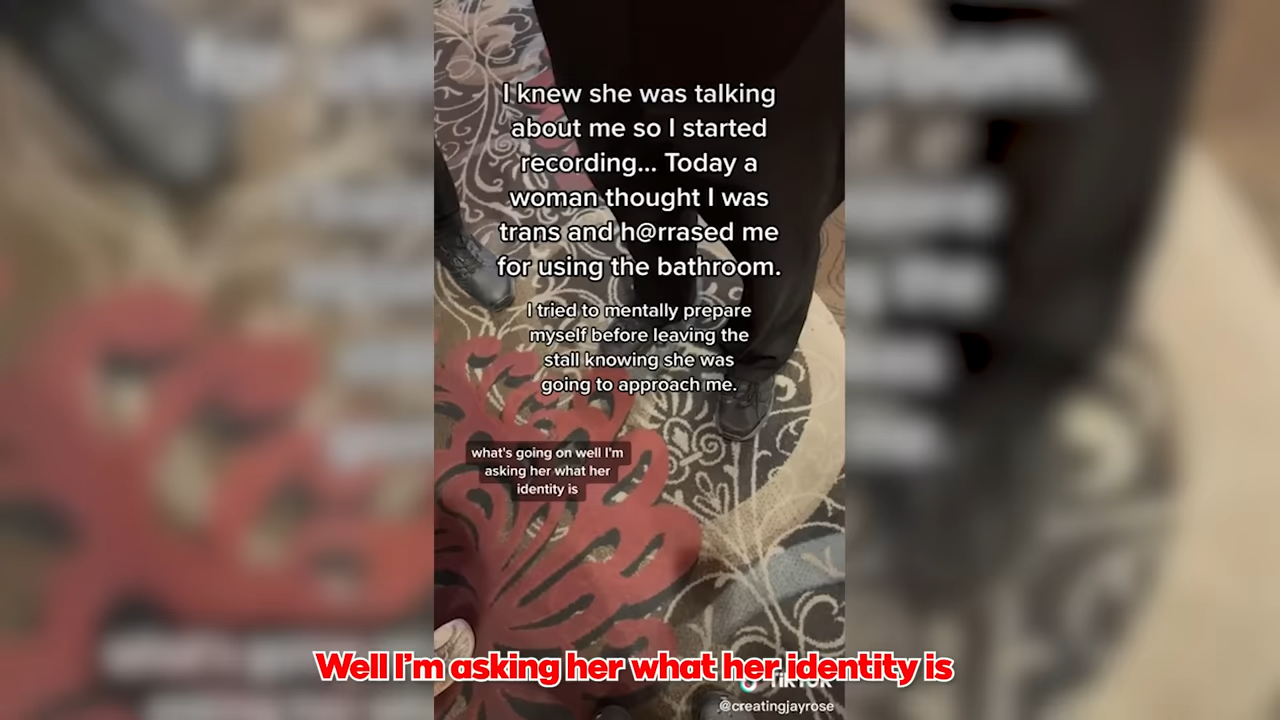 I knew she was talking
about me so I started
recording... Today a
woman thought I was
trans and h@rrased me
for using the bathroom.
I tried to mentally prepare
myself before leaving the
stall knowing she was
going to approach me.
what's going on well I'm
asking her what her
identity is
Well I'm asking her what her identity is
TikTok
@creatingjayrose